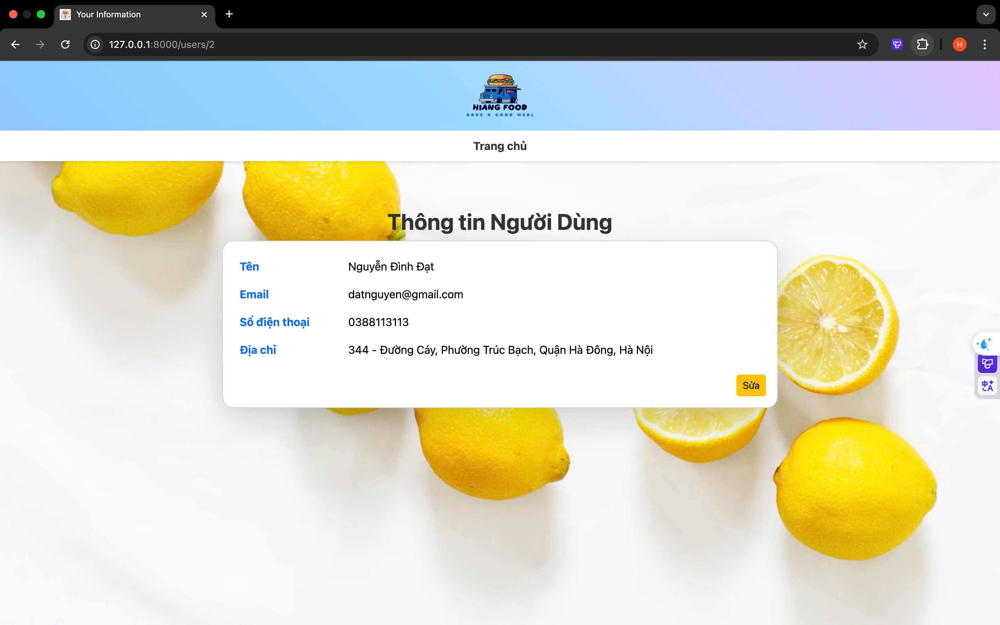 Your Information
127.0.0.1:8000/users/2
H
HIANG FOOD
HAVE A GOOD MEAL
Trang chủ
Thông tin Người Dùng
Tên Nguyễn Đình Đạt
Email datnguyen@gmail.com
Số điện thoại 0388113113
Địa chỉ 344 - Đường Cáy, Phường Trúc Bạch, Quận Hà Đông, Hà Nội
Sửa
中A